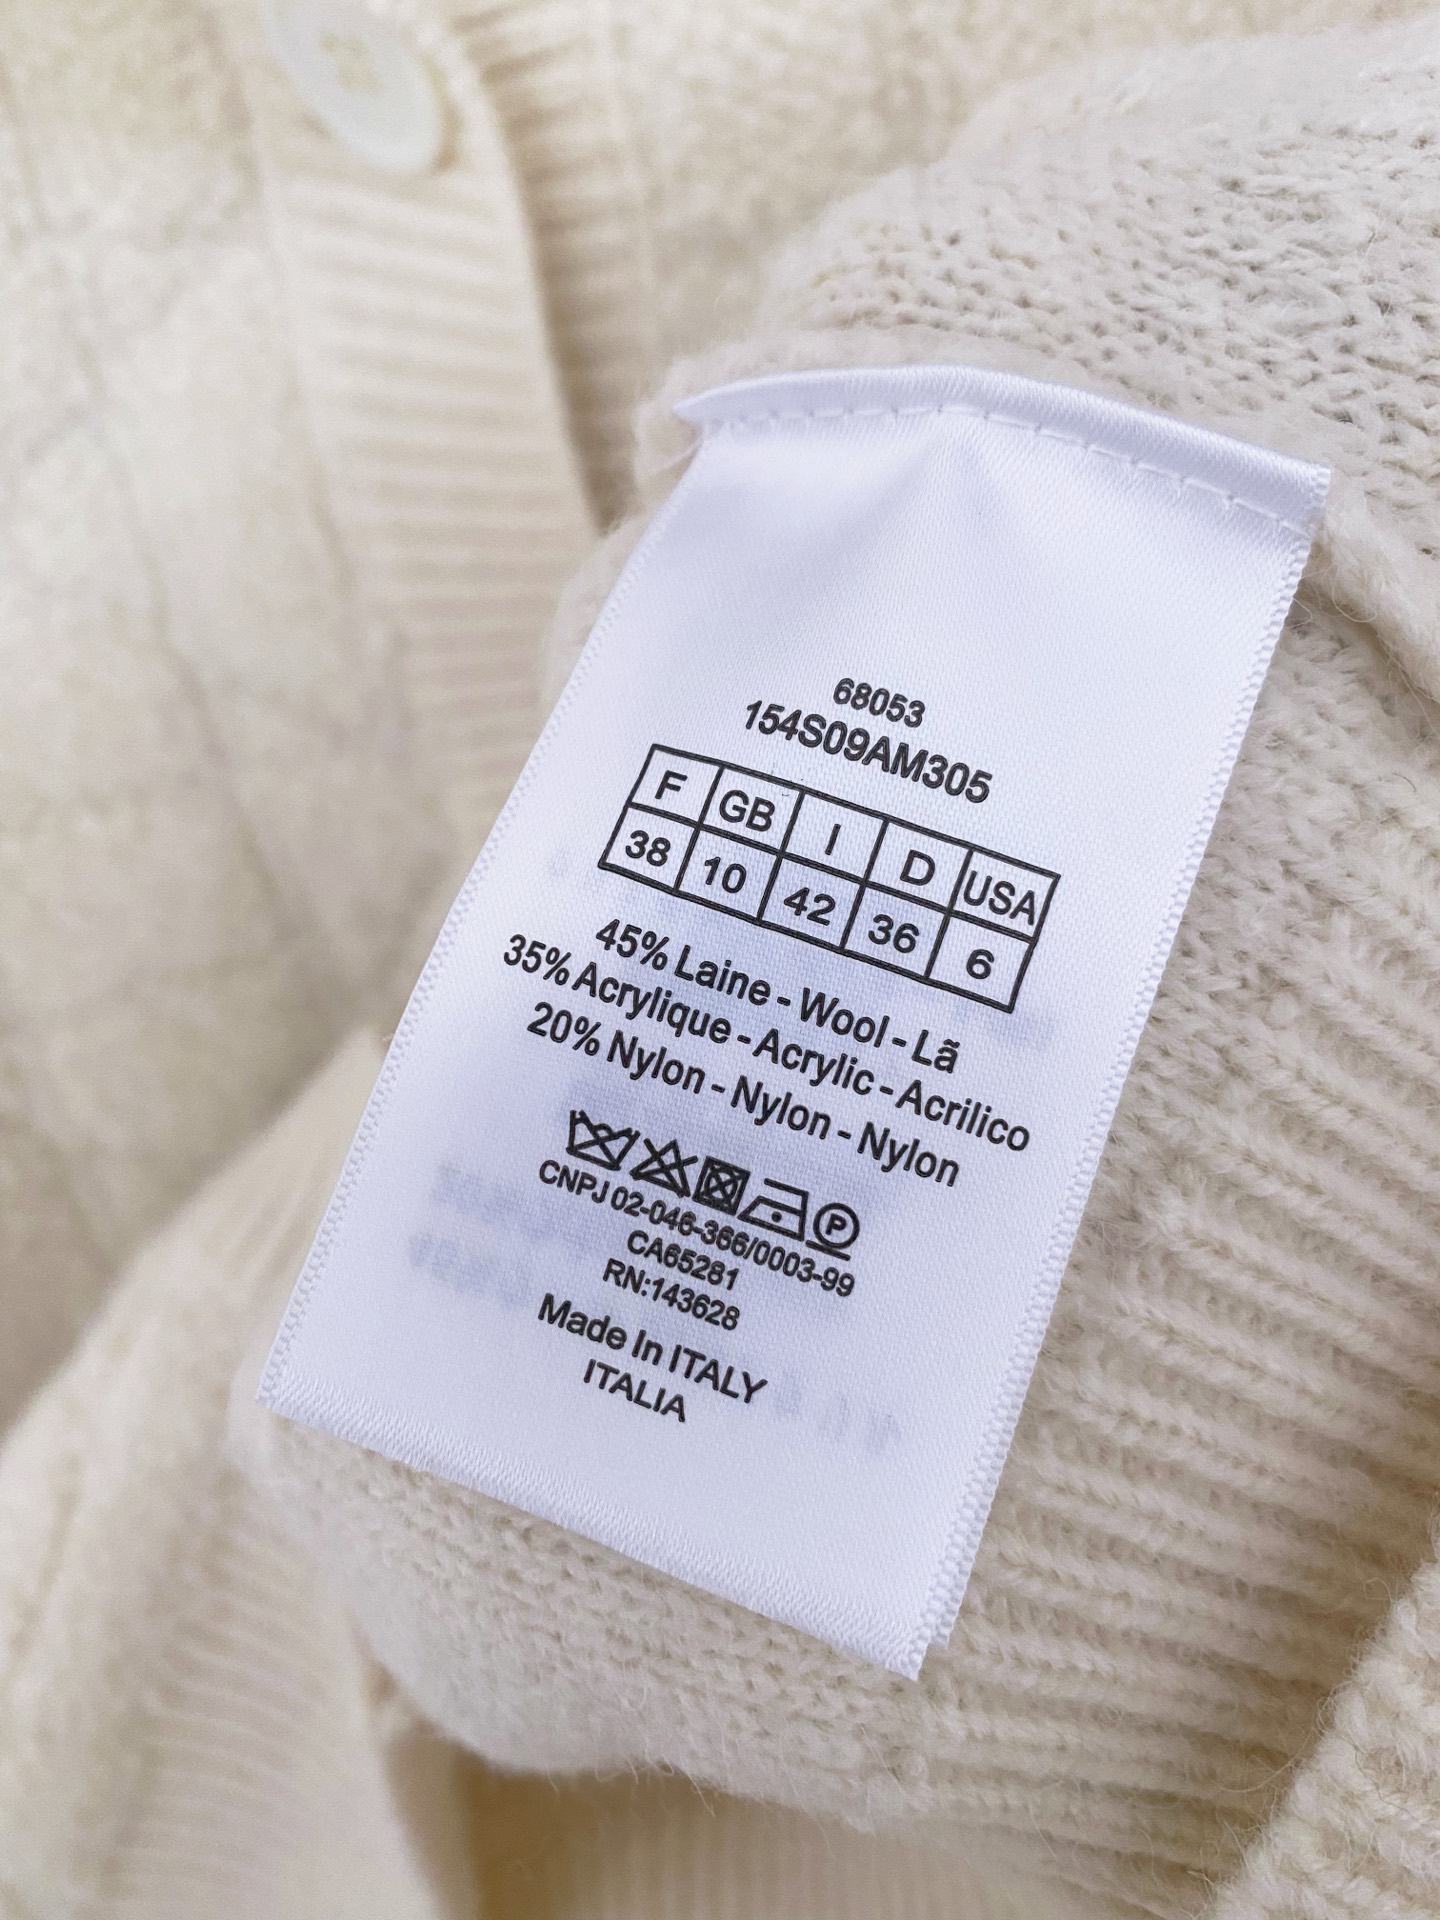 68053
154S09AM305
F GB I D USA
38 10 42 36 6
45% Laine - Wool - Lã
35% Acrylique - Acrylic - Acrilico
20% Nylon - Nylon - Nylon
P
CNPJ 02-046-366/0003-99
CA65281
RN:143628
Made In ITALY
ITALIA